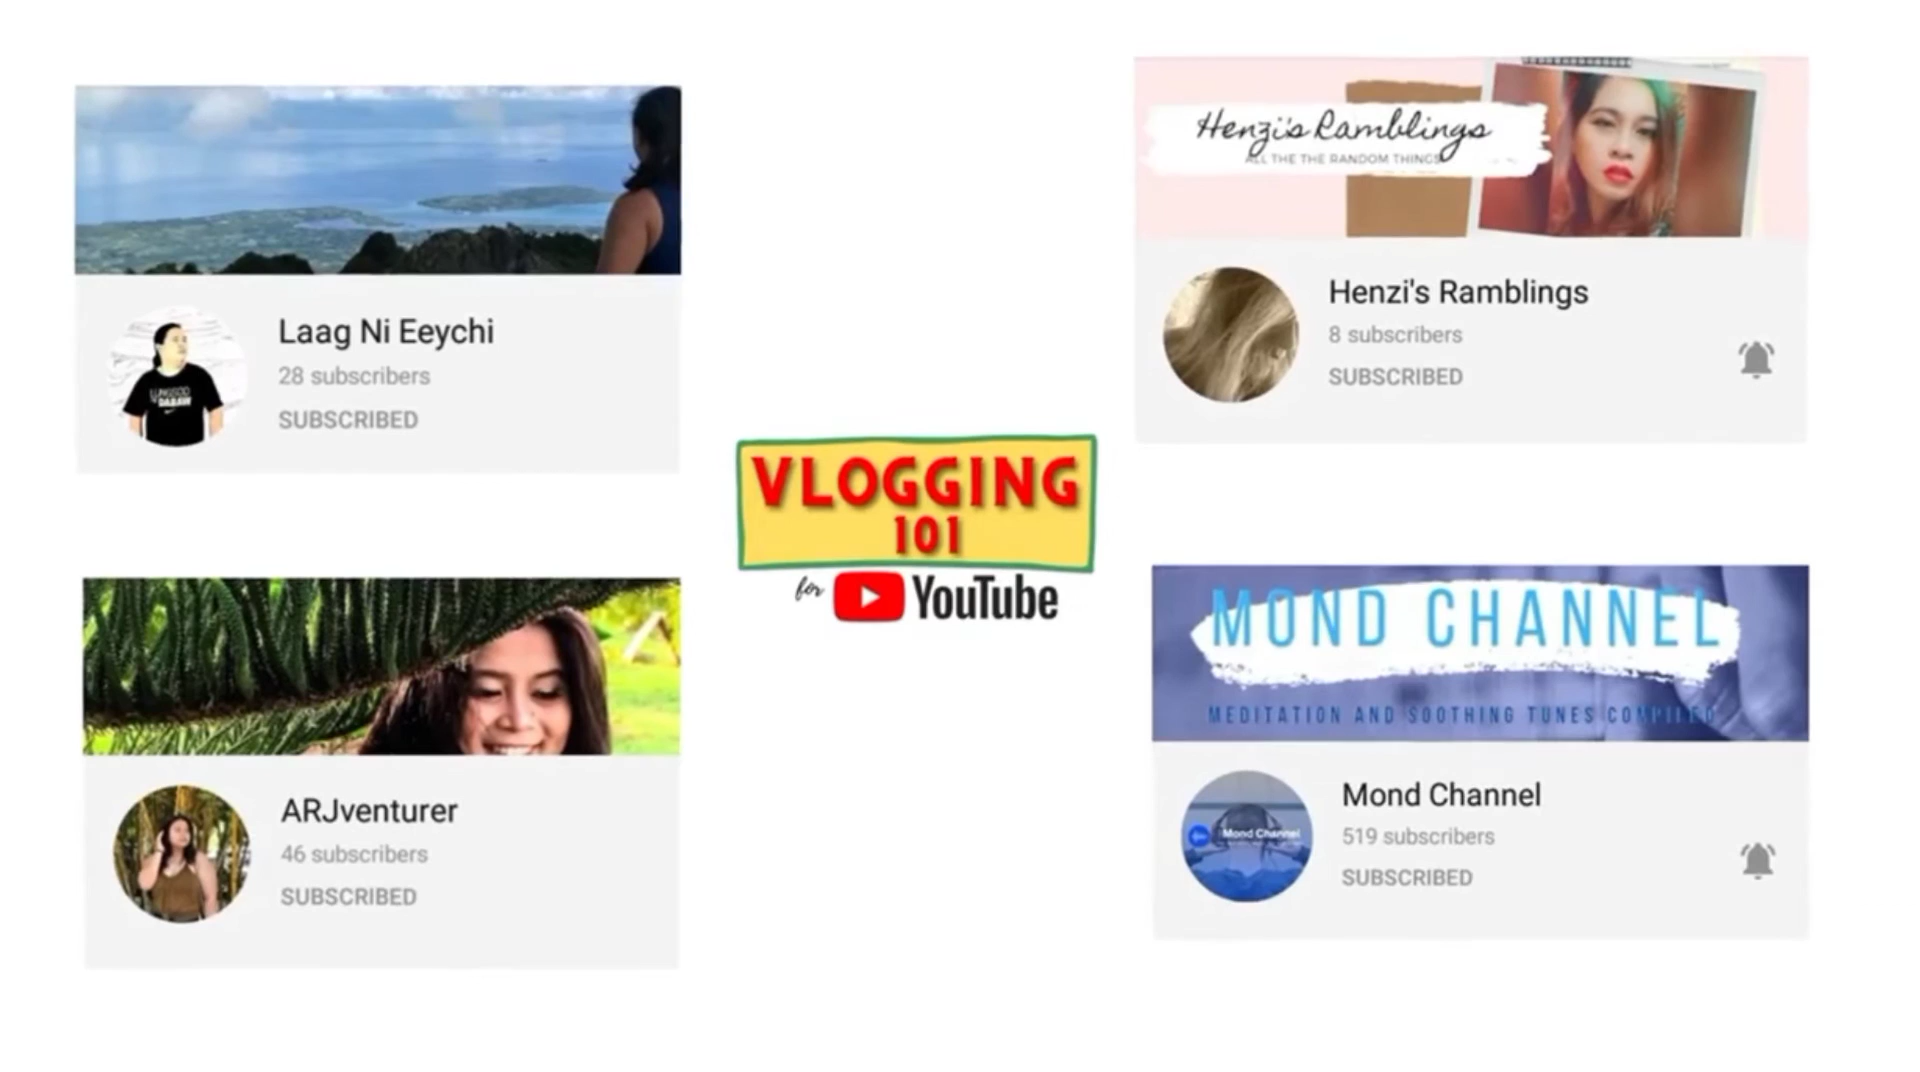 Laag Ni Eeychi
28 subscribers
SUBSCRIBED
Henzi's Ramblings
ALL THE THE RANDOM THINGS
Henzi's Ramblings
8 subscribers
SUBSCRIBED
VLOGGING
101
for YouTube
ARJventurer
46 subscribers
SUBSCRIBED
MOND CHANNEL
MEDITATION AND SOOTHING TUNES COMPILED
Mond Channel
Mond Channel
519 subscribers
SUBSCRIBED